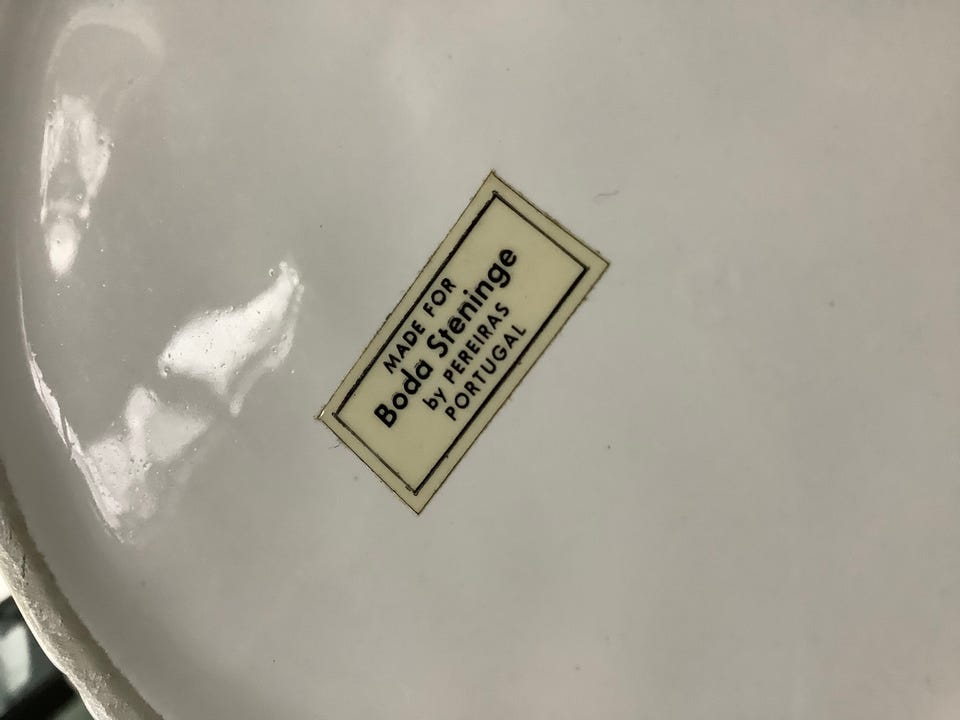 MADE FOR
Boda Steninge
by PEREIRAS
PORTUGAL